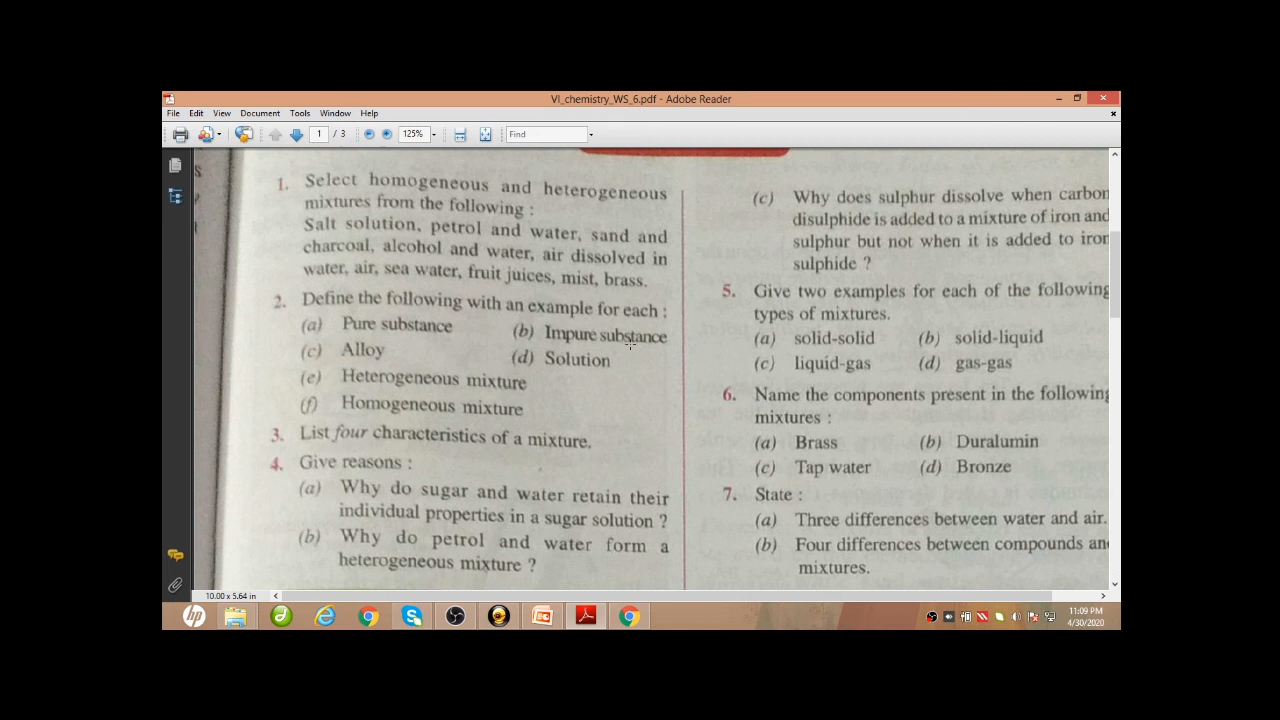 VI_chemistry_WS_6.pdf - Adobe Reader
File Edit View Document Tools Window Help
1 / 3 125% Find
1. Select homogeneous and heterogeneous
mixtures from the following :
Salt solution, petrol and water, sand and
charcoal, alcohol and water, air dissolved in
water, air, sea water, fruit juices, mist, brass.
2. Define the following with an example for each :
(a) Pure substance (b) Impure substance
(c) Alloy (d) Solution
(e) Heterogeneous mixture
(f) Homogeneous mixture
3. List four characteristics of a mixture.
4. Give reasons :
(a) Why do sugar and water retain their
individual properties in a sugar solution ?
(b) Why do petrol and water form a
heterogeneous mixture ?
(c) Why does sulphur dissolve when carbon
disulphide is added to a mixture of iron and
sulphur but not when it is added to iron
sulphide ?
5. Give two examples for each of the following
types of mixtures.
(a) solid-solid (b) solid-liquid
(c) liquid-gas (d) gas-gas
6. Name the components present in the following
mixtures :
(a) Brass (b) Duralumin
(c) Tap water (d) Bronze
7. State :
(a) Three differences between water and air.
(b) Four differences between compounds an
mixtures.
10.00 x 5.64 in
11:09 PM
4/30/2020